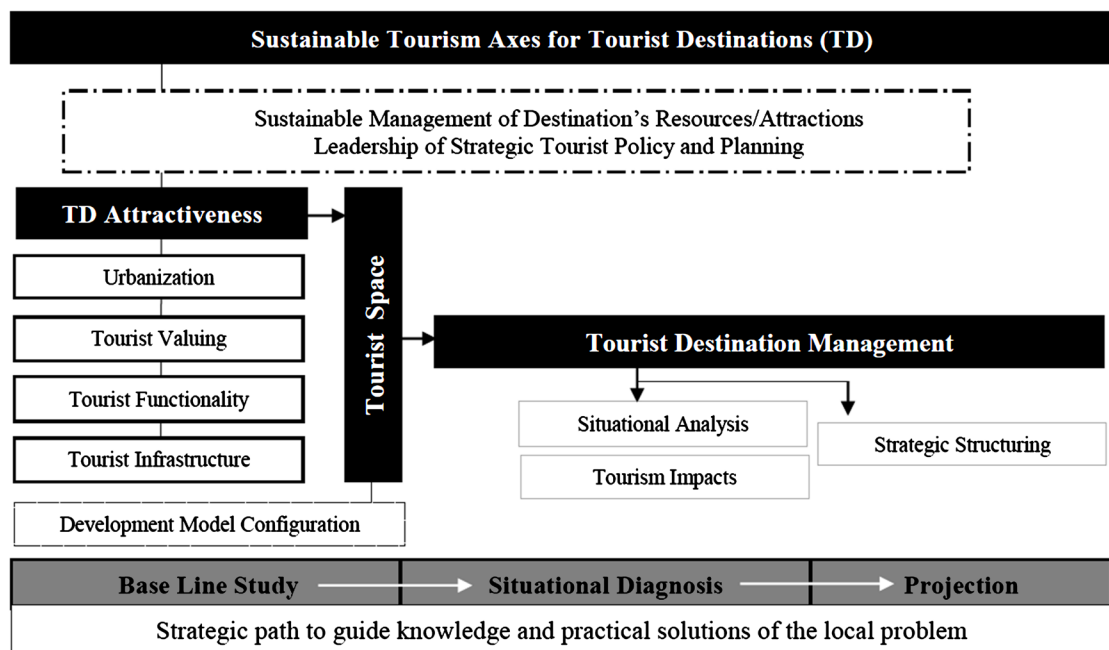 Sustainable Tourism Axes for Tourist Destinations (TD)
Sustainable Management of Destination's Resources/Attractions
Leadership of Strategic Tourist Policy and Planning
TD Attractiveness
Urbanization
Tourist Valuing
Tourist Functionality
Tourist Infrastructure
Development Model Configuration
Tourist Space
Tourist Destination Management
Situational Analysis
Tourism Impacts
Strategic Structuring
Base Line Study
Situational Diagnosis
Projection
Strategic path to guide knowledge and practical solutions of the local problem